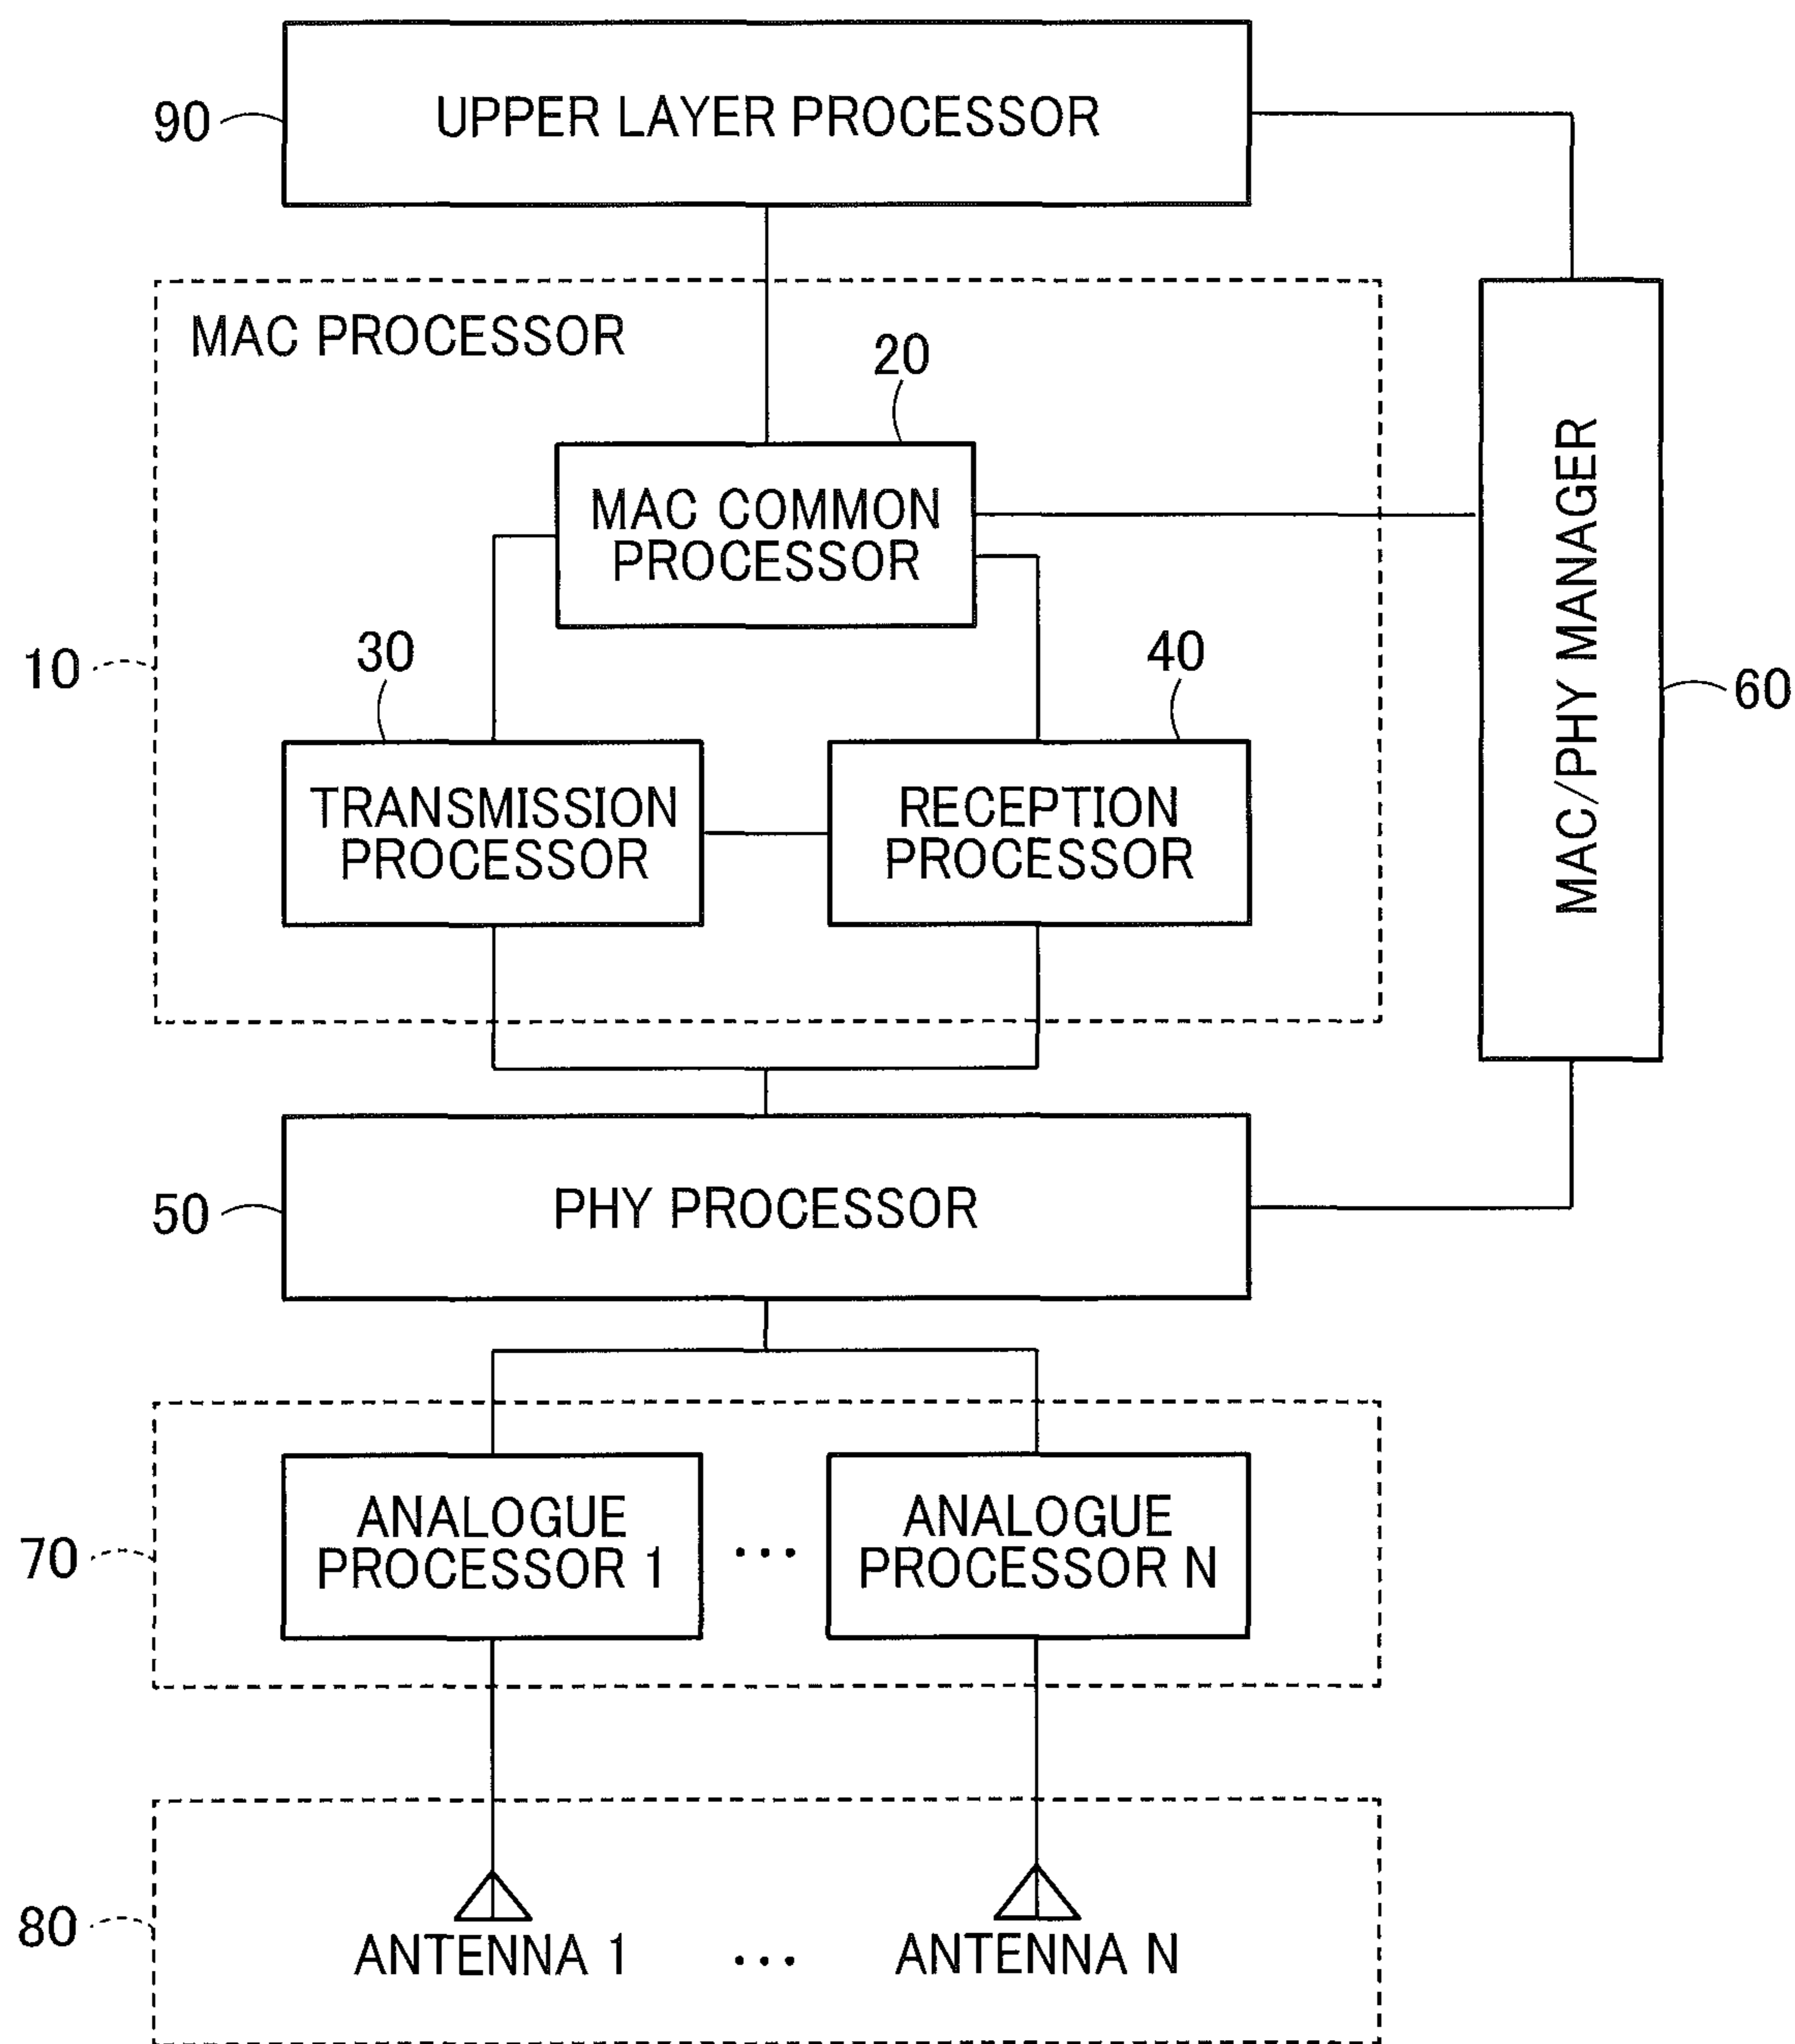 90
UPPER LAYER PROCESSOR
MAC PROCESSOR
20
MAC COMMON
PROCESSOR
10
30
40
TRANSMISSION
PROCESSOR
RECEPTION
PROCESSOR
MAC/PHY MANAGER
60
50
PHY PROCESSOR
70
ANALOGUE
PROCESSOR 1
...
ANALOGUE
PROCESSOR N
80
ANTENNA 1 ... ANTENNA N